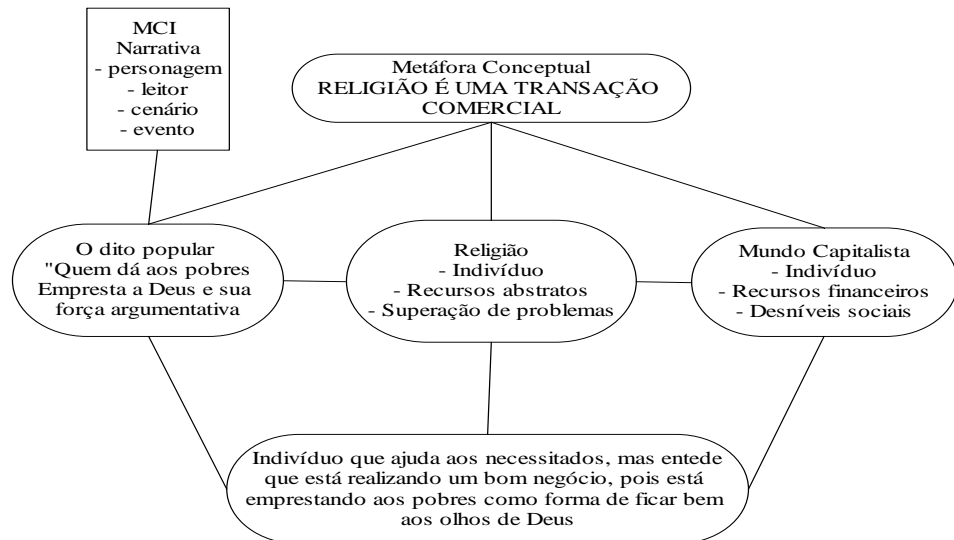 MCI
Narrativa
- personagem
- leitor
- cenário
- evento
Metáfora Conceptual
RELIGIÃO É UMA TRANSAÇÃO
COMERCIAL
O dito popular
"Quem dá aos pobres
Empresta a Deus e sua
força argumentativa
Religião
- Indivíduo
- Recursos abstratos
- Superação de problemas
Mundo Capitalista
- Indivíduo
- Recursos financeiros
- Desníveis sociais
Indivíduo que ajuda aos necessitados, mas entede
que está realizando um bom negócio, pois está
emprestando aos pobres como forma de ficar bem
aos olhos de Deus